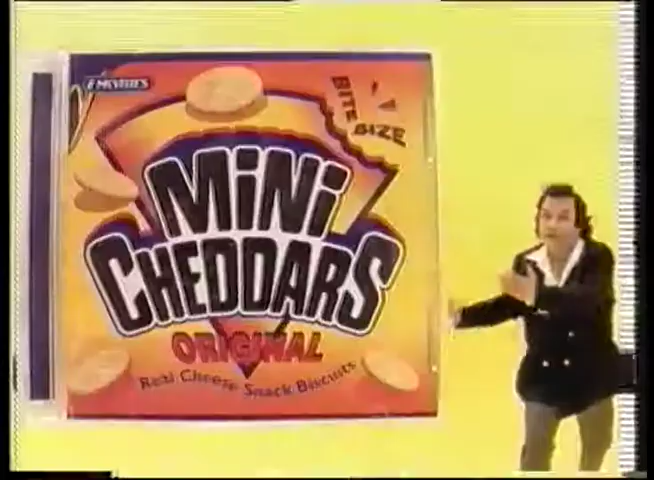 McVITIE'S
BITE SIZE
MiNi
CHEDDARS
ORIGINAL
Real Cheese Snack Biscuits